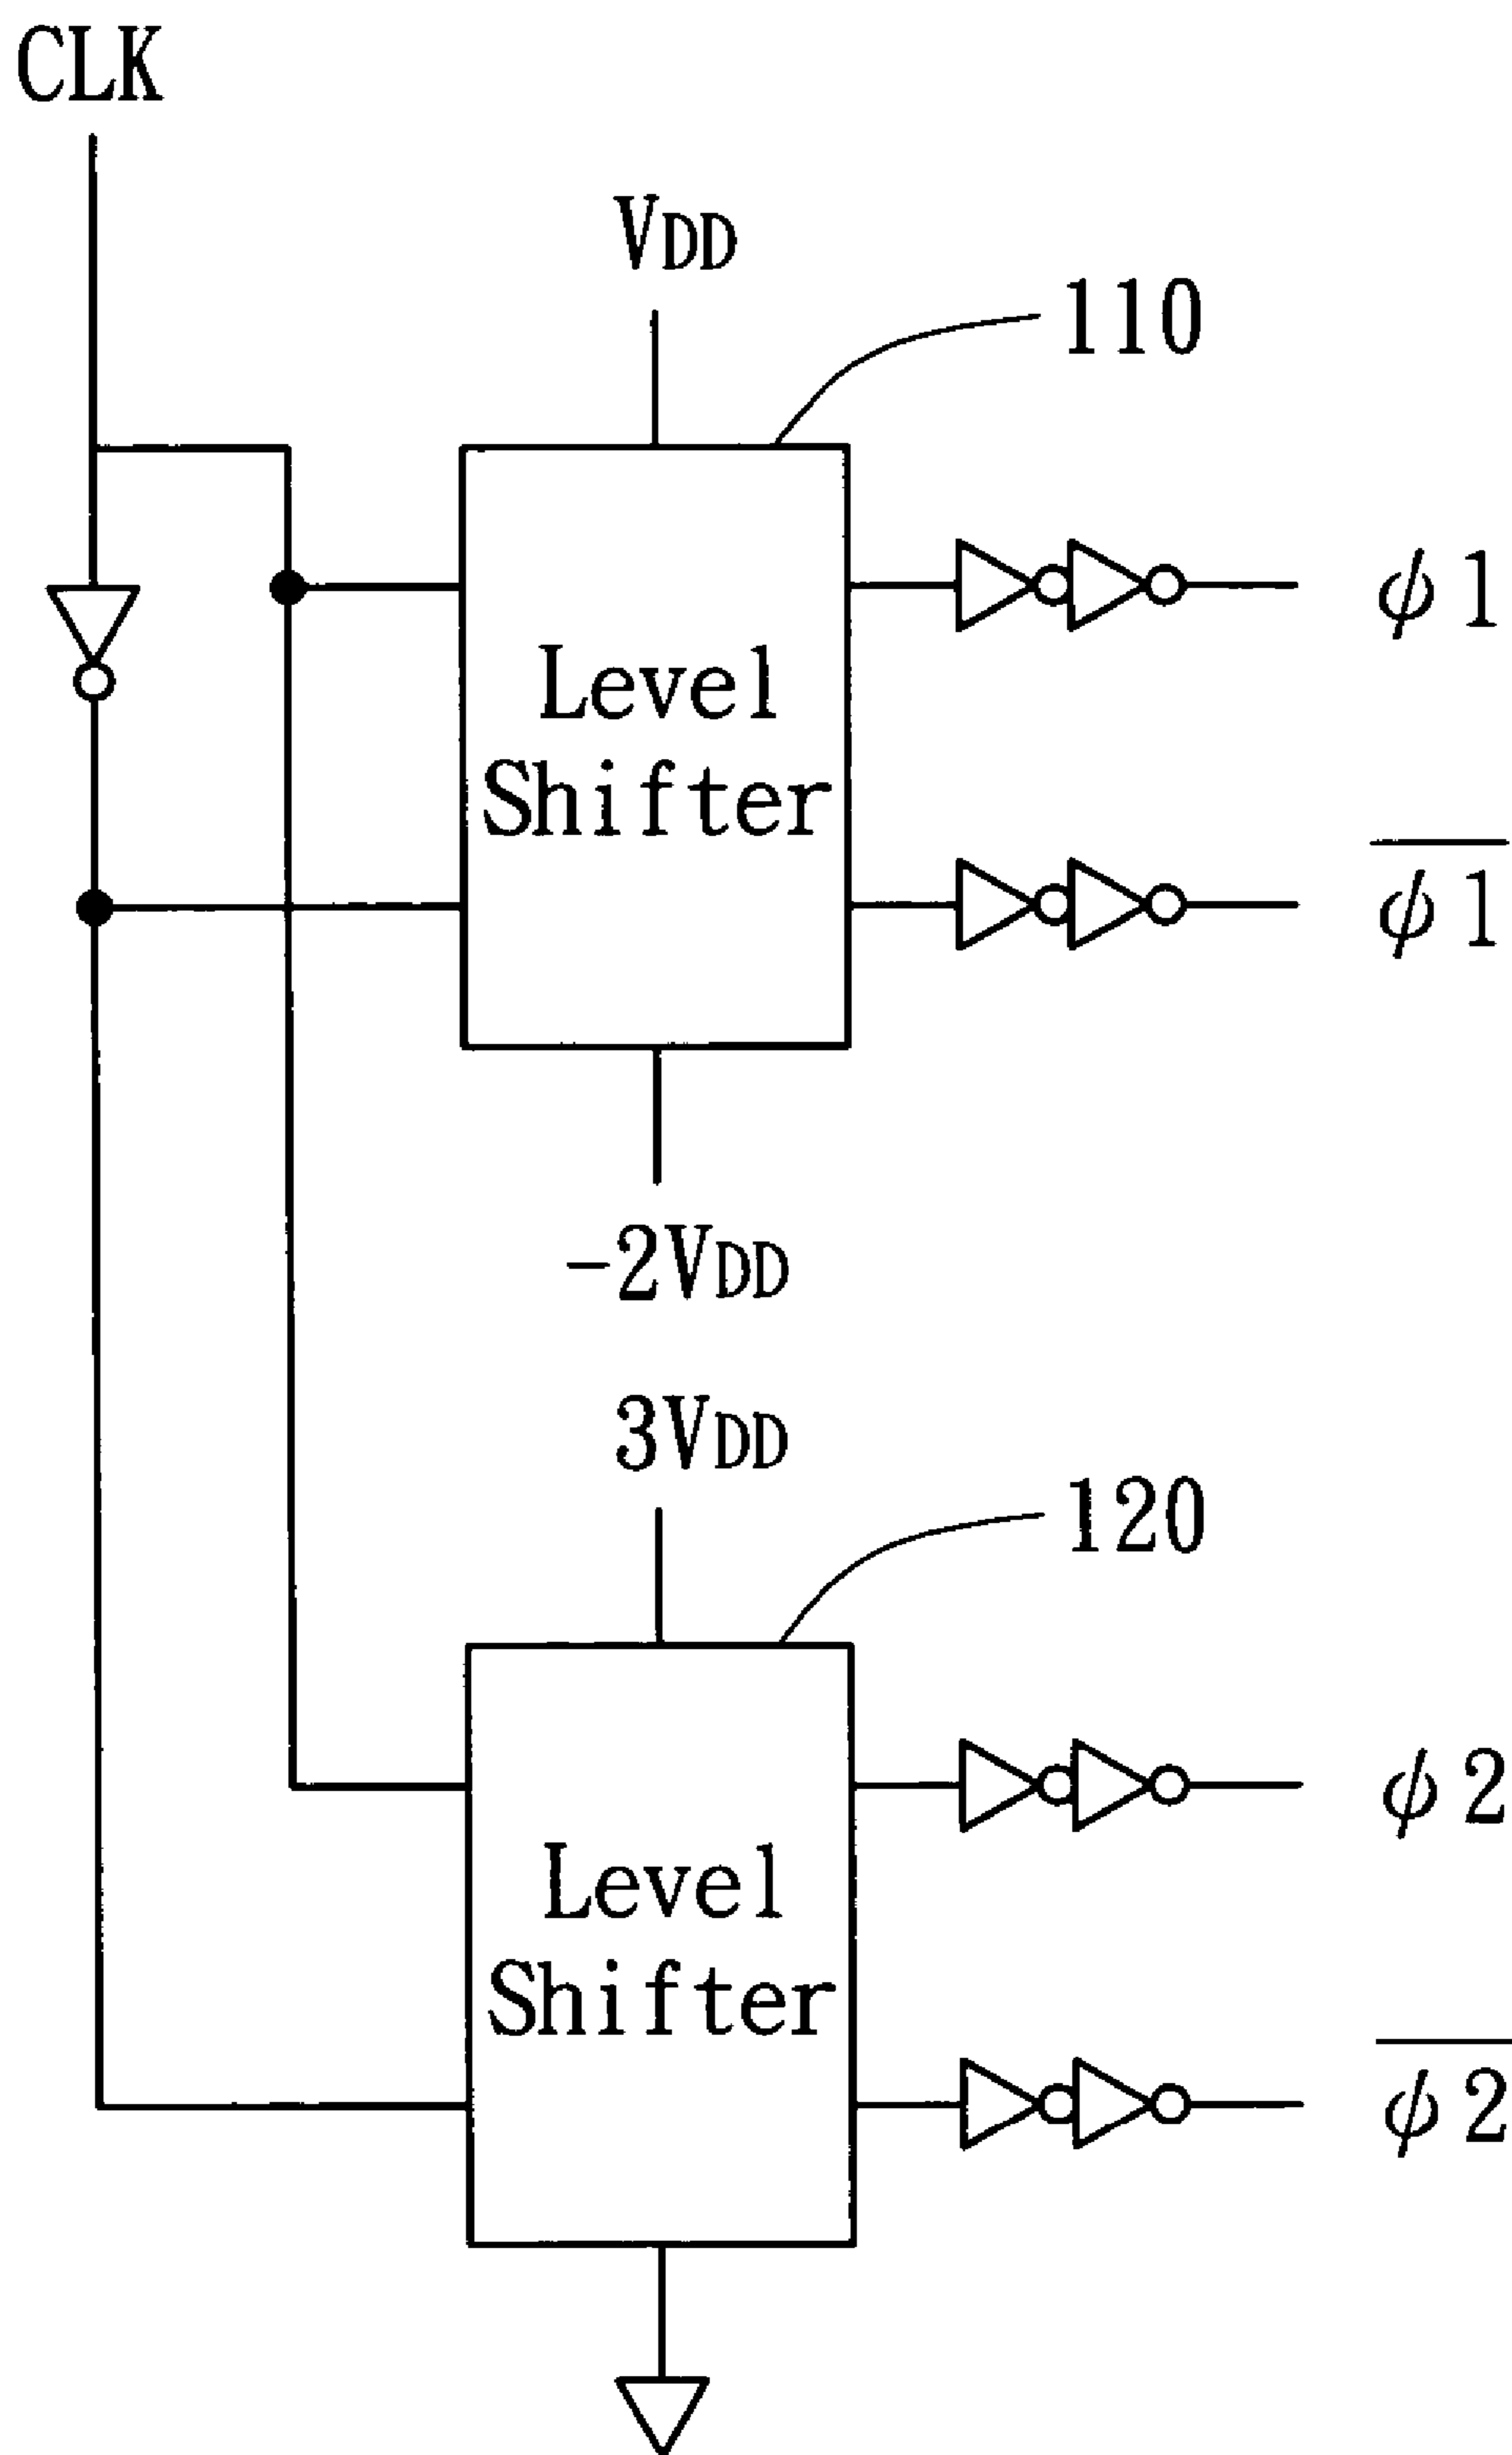 CLK
VDD
110
Level
Shifter
ϕ1
ϕ1
-2VDD
3VDD
120
Level
Shifter
ϕ2
ϕ2